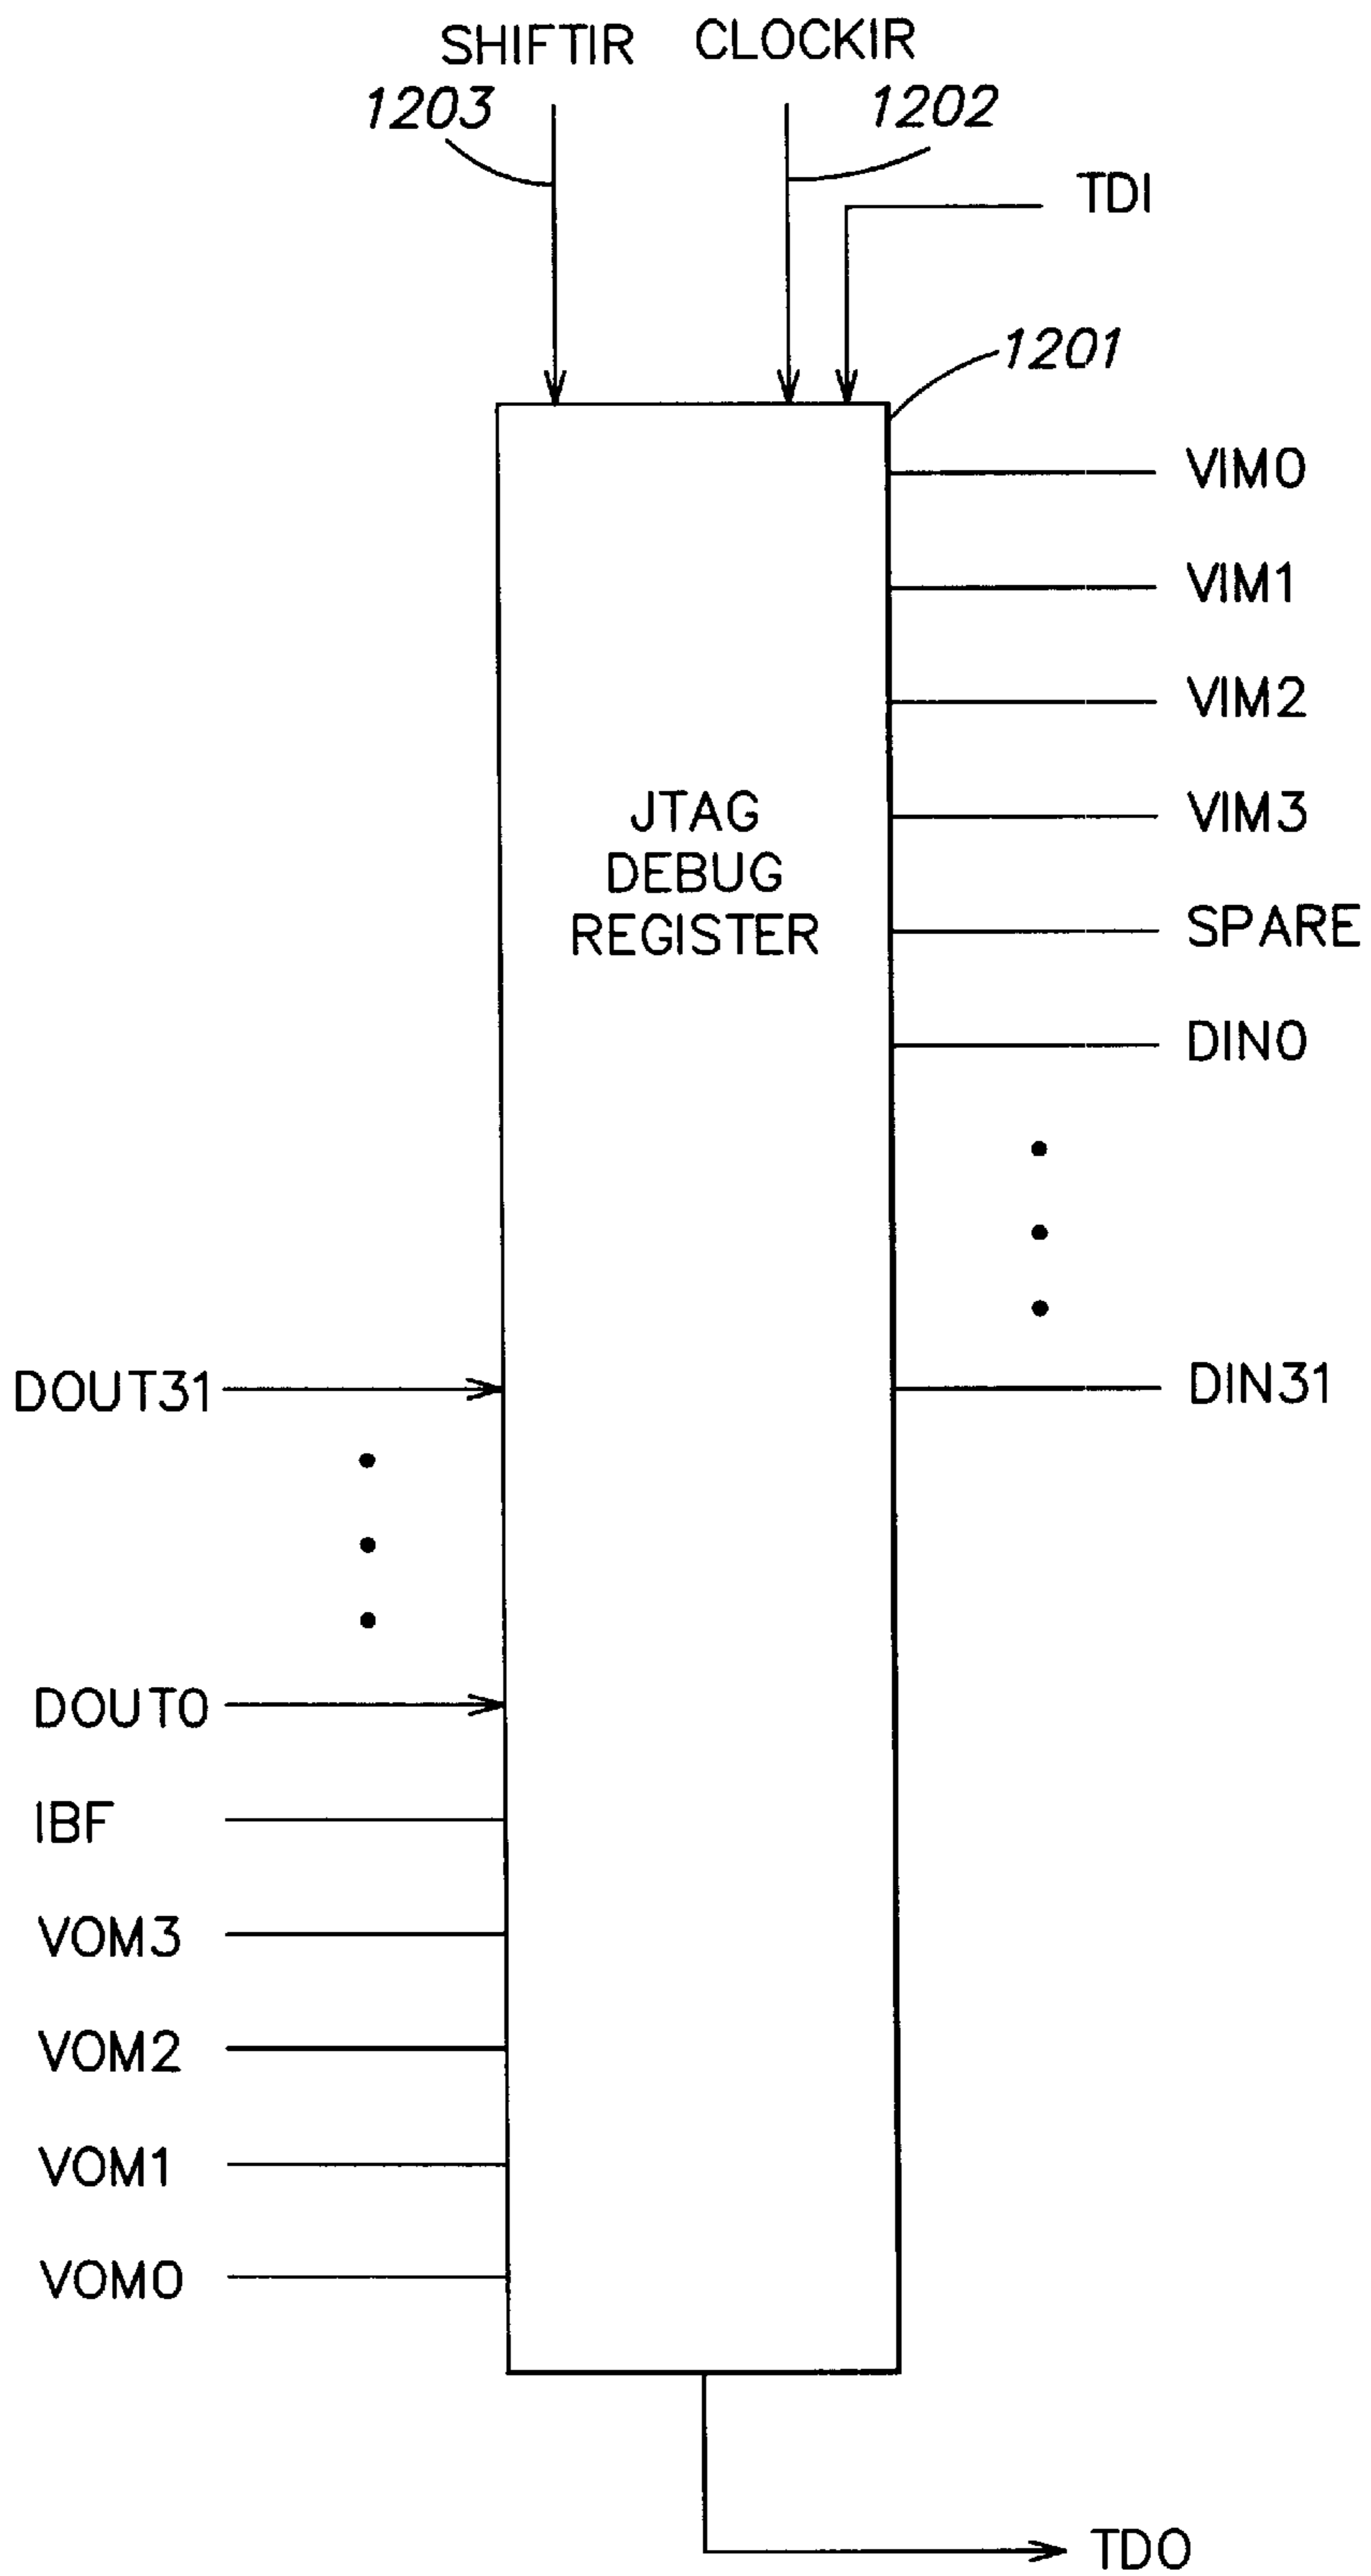 SHIFTIR
CLOCKIR
1203
1202
TDI
1201
VIM0
VIM1
VIM2
VIM3
JTAG
DEBUG
REGISTER
SPARE
DIN0
DIN31
DOUT31
DOUT0
IBF
VOM3
VOM2
VOM1
VOM0
TDO